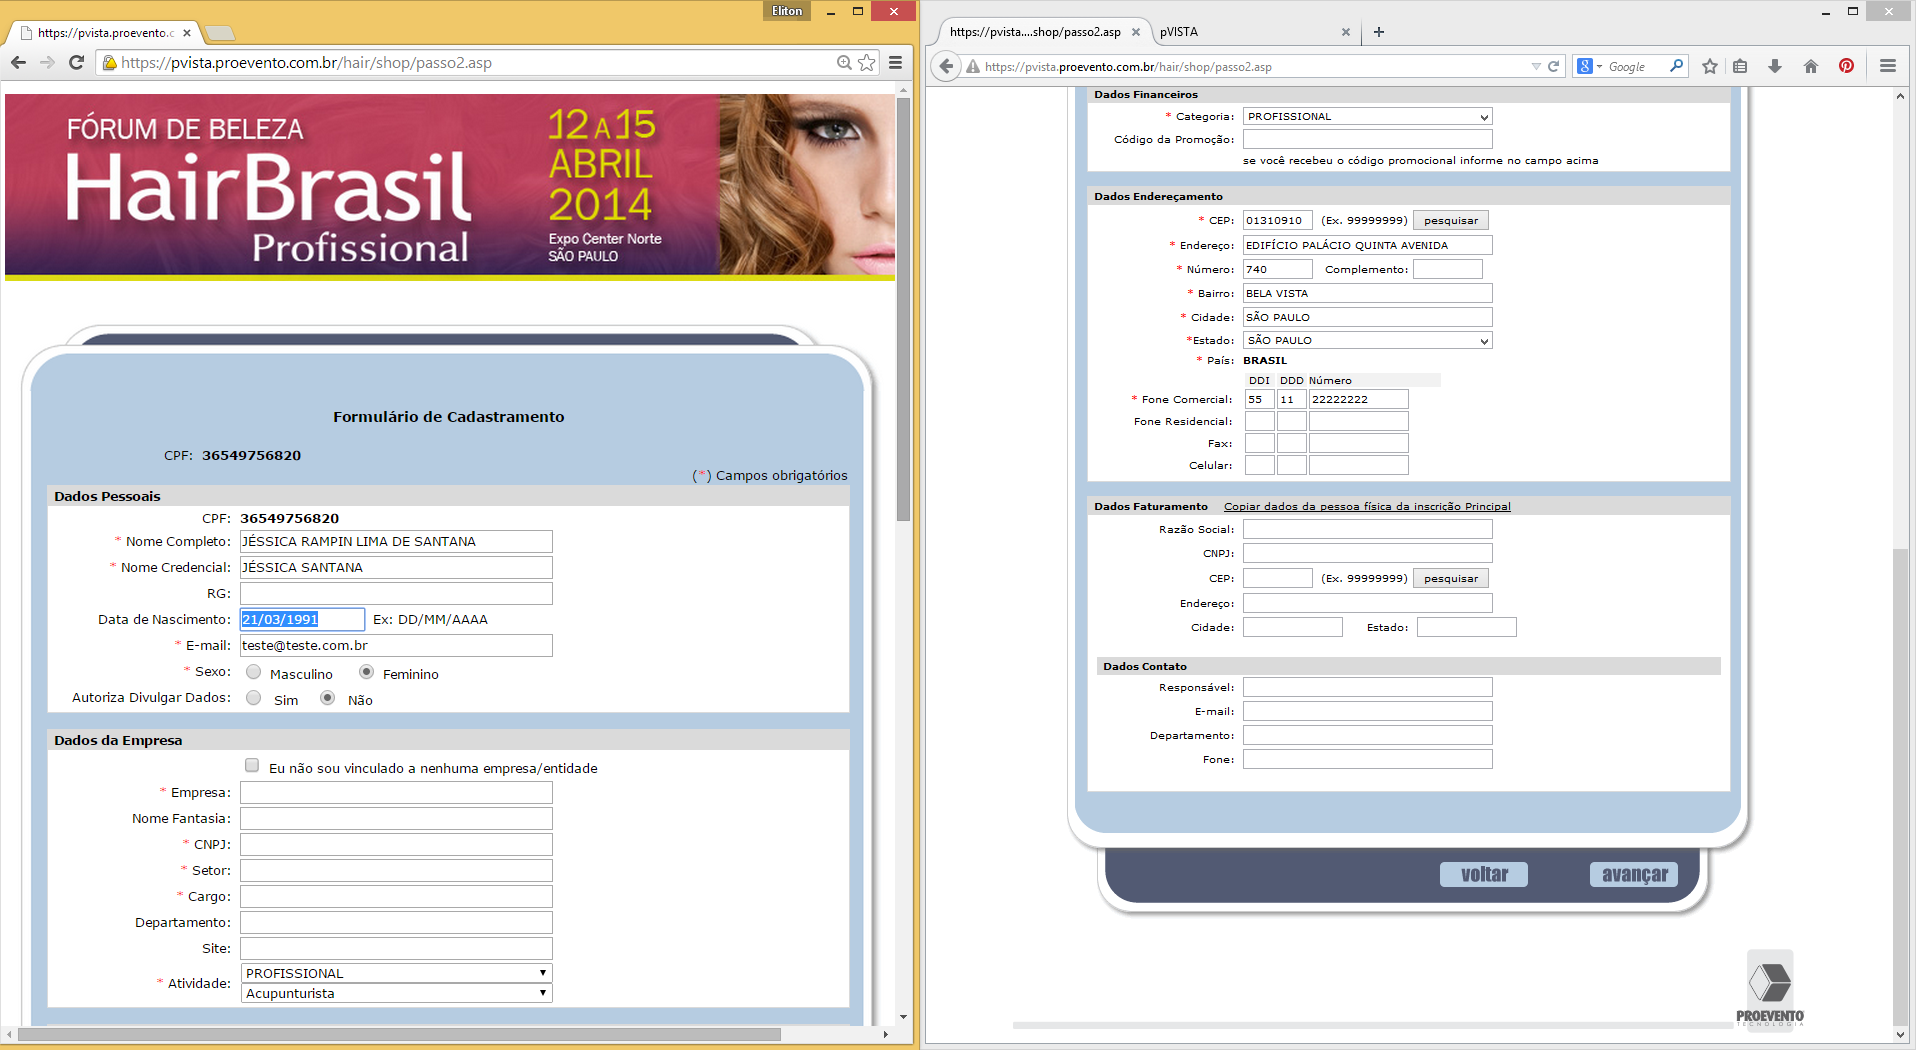 Eliton
https://pvista.proevento.c
https://pvista.proevento.com.br/hair/shop/passo2.asp
FÓRUM DE BELEZA
HairBrasil
Profissional
12 A 15
ABRIL
2014
Expo Center Norte
SÃO PAULO
Formulário de Cadastramento
CPF: 36549756820
(*) Campos obrigatórios
Dados Pessoais
CPF: 36549756820
* Nome Completo: JÉSSICA RAMPIN LIMA DE SANTANA
* Nome Credencial: JÉSSICA SANTANA
RG:
Data de Nascimento: 21/03/1991 Ex: DD/MM/AAAA
* E-mail: teste@teste.com.br
* Sexo: Masculino Feminino
Autoriza Divulgar Dados: Sim Não
Dados da Empresa
Eu não sou vinculado a nenhuma empresa/entidade
* Empresa:
Nome Fantasia:
* CNPJ:
* Setor:
* Cargo:
Departamento:
Site:
* Atividade: PROFISSIONAL
Acupunturista
https://pvista....shop/passo2.asp
pVISTA
https://pvista.proevento.com.br/hair/shop/passo2.asp
8 Google
Dados Financeiros
* Categoria: PROFISSIONAL
Código da Promoção:
se você recebeu o código promocional informe no campo acima
Dados Endereçamento
* CEP: 01310910 (Ex. 99999999) pesquisar
* Endereço: EDIFÍCIO PALÁCIO QUINTA AVENIDA
* Número: 740 Complemento:
* Bairro: BELA VISTA
* Cidade: SÃO PAULO
*Estado: SÃO PAULO
* País: BRASIL
DDI DDD Número
* Fone Comercial: 55 11 22222222
Fone Residencial:
Fax:
Celular:
Dados Faturamento Copiar dados da pessoa física da inscrição Principal
Razão Social:
CNPJ:
CEP: (Ex. 99999999) pesquisar
Endereço:
Cidade: Estado:
Dados Contato
Responsável:
E-mail:
Departamento:
Fone:
voltar avançar
PROEVENTO
TECNOLOGIA